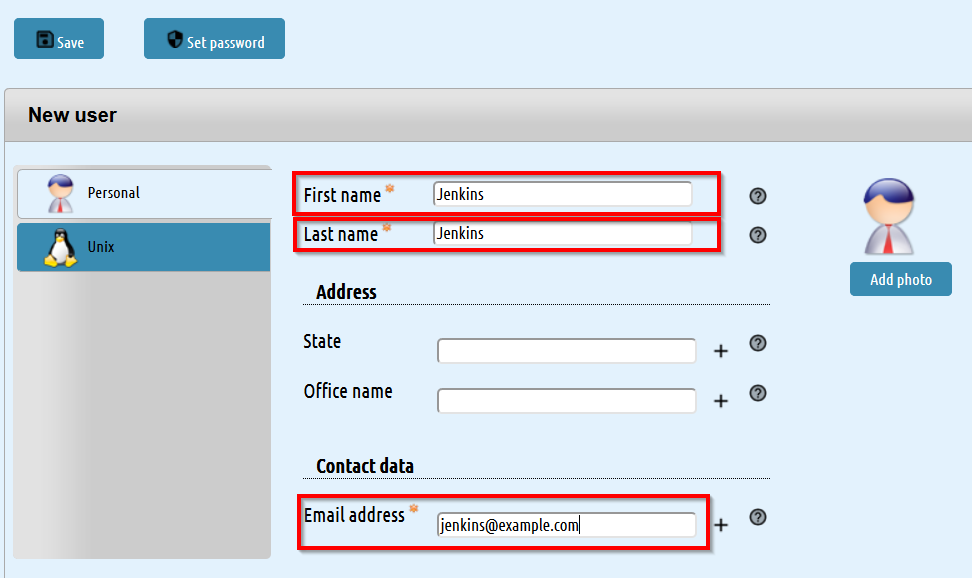 Save Set password
New user
Personal
Unix
First name * Jenkins ?
Last name * Jenkins ?
Address
State + ?
Office name + ?
Contact data
Email address * jenkins@example.com + ?
Add photo